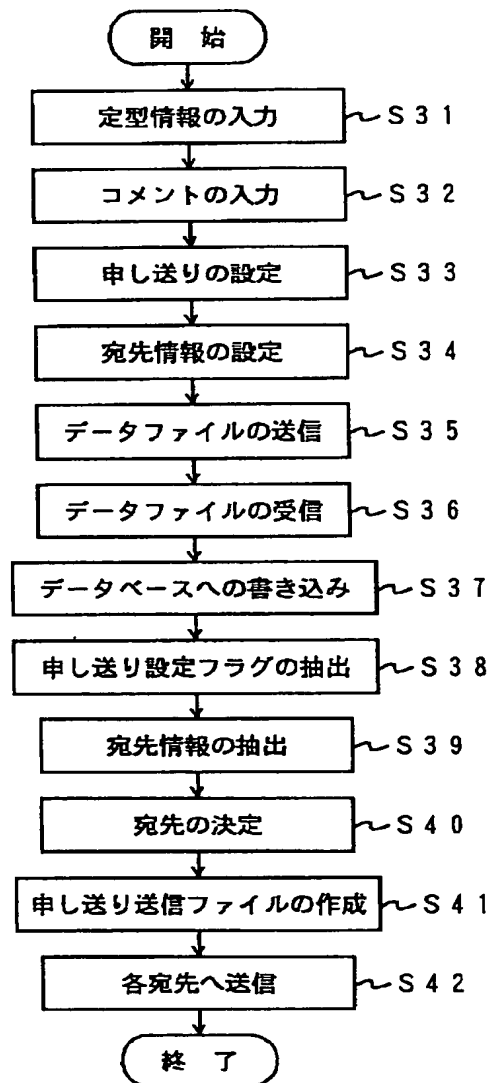 開 始
定型情報の入力 S31
コメントの入力 S32
申し送りの設定 S33
宛先情報の設定 S34
データファイルの送信 S35
データファイルの受信 S36
データベースへの書き込み S37
申し送り設定フラグの抽出 S38
宛先情報の抽出 S39
宛先の決定 S40
申し送り送信ファイルの作成 S41
各宛先へ送信 S42
終 了